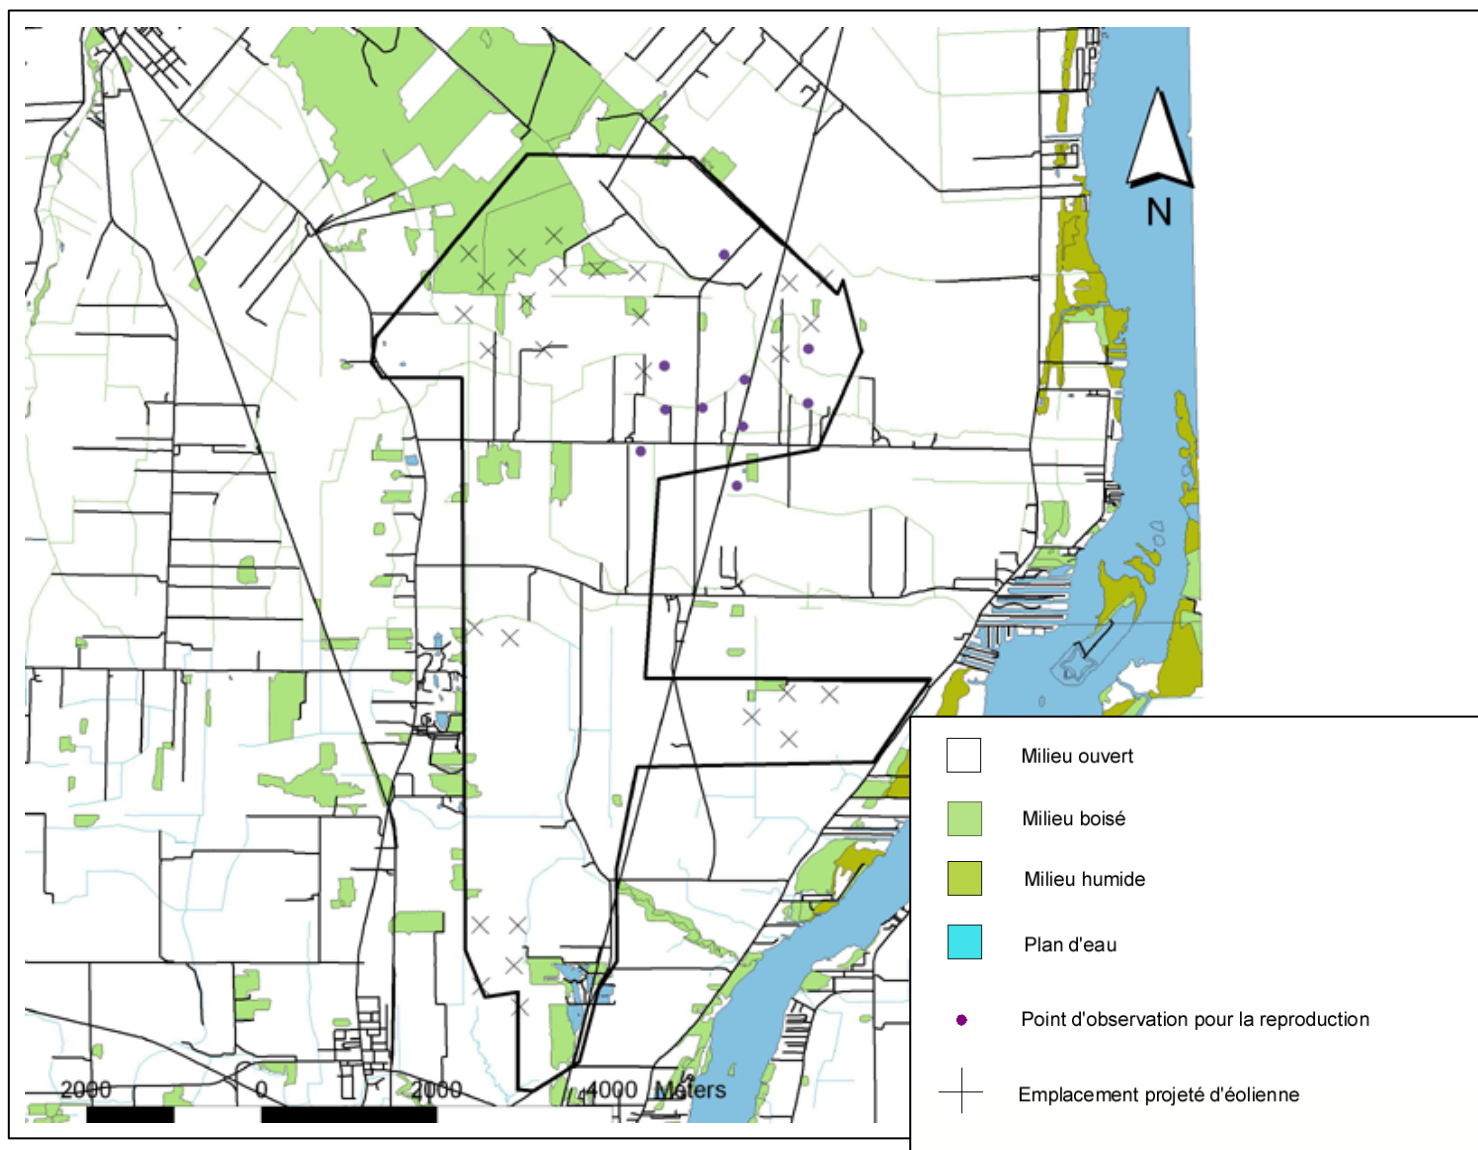 N
Milieu ouvert
Milieu boisé
Milieu humide
Plan d'eau
Point d'observation pour la reproduction
Emplacement projeté d'éolienne
2000 0 2000 4000 Meters